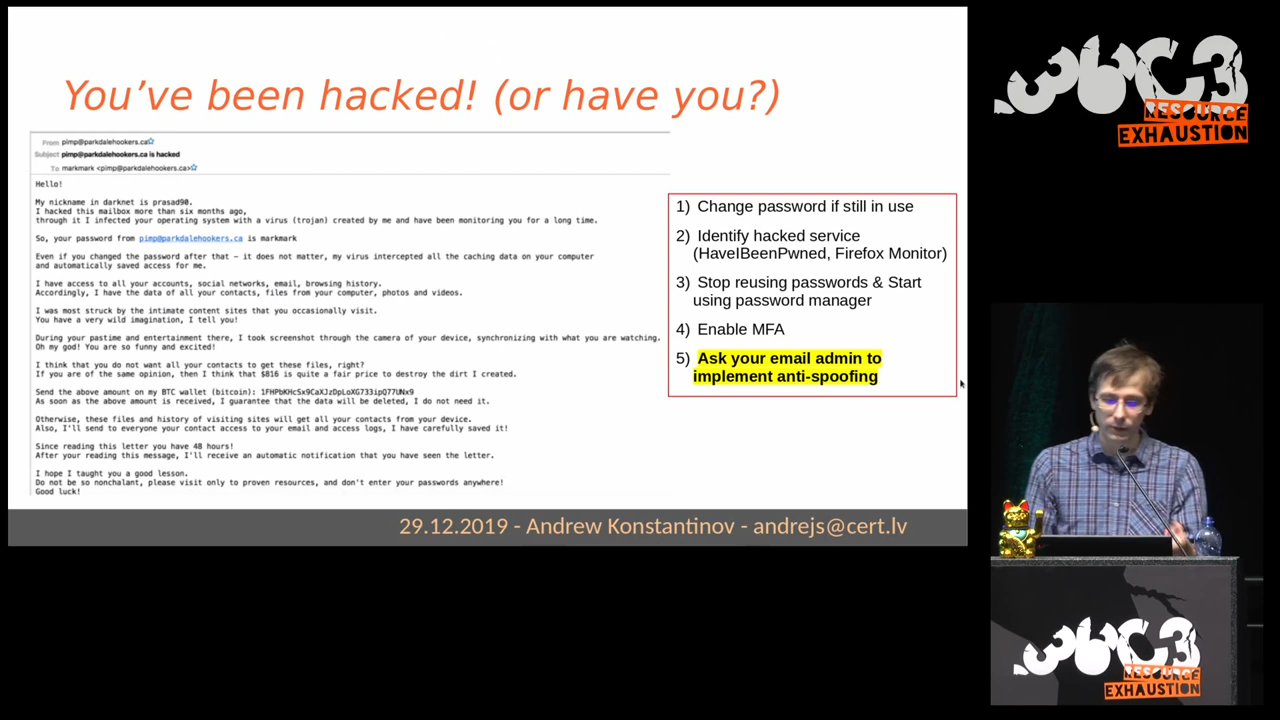 You've been hacked! (or have you?)
From pimp@parkdalehookers.ca
Subject pimp@parkdalehookers.ca is hacked
To markmark <pimp@parkdalehookers.ca>
Hello!
My nickname in darknet is prasad90.
I hacked this mailbox more than six months ago,
through it I infected your operating system with a virus (trojan) created by me and have been monitoring you for a long time.
So, your password from pimp@parkdalehookers.ca is markmark
Even if you changed the password after that - it does not matter, my virus intercepted all the caching data on your computer
and automatically saved access for me.
I have access to all your accounts, social networks, email, browsing history.
Accordingly, I have the data of all your contacts, files from your computer, photos and videos.
I was most struck by the intimate content sites that you occasionally visit.
You have a very wild imagination, I tell you!
During your pastime and entertainment there, I took screenshot through the camera of your device, synchronizing with what you are watching.
Oh my god! You are so funny and excited!
I think that you do not want all your contacts to get these files, right?
If you are of the same opinion, then I think that $816 is quite a fair price to destroy the dirt I created.
Send the above amount on my BTC wallet (bitcoin): 1FHPbKHcSx9CaXJzDpLoXG733ipQ77UNx9
As soon as the above amount is received, I guarantee that the data will be deleted, I do not need it.
Otherwise, these files and history of visiting sites will get all your contacts from your device.
Also, I'll send to everyone your contact access to your email and access logs, I have carefully saved it!
Since reading this letter you have 48 hours!
After your reading this message, I'll receive an automatic notification that you have seen the letter.
I hope I taught you a good lesson.
Do not be so nonchalant, please visit only to proven resources, and don't enter your passwords anywhere!
Good luck!
1) Change password if still in use
2) Identify hacked service
(HaveIBeenPwned, Firefox Monitor)
3) Stop reusing passwords & Start
using password manager
4) Enable MFA
5) Ask your email admin to
implement anti-spoofing
29.12.2019 - Andrew Konstantinov - andrejs@cert.lv
36C3
RESOURCE
EXHAUSTION
36C3
RESOURCE
EXHAUSTION